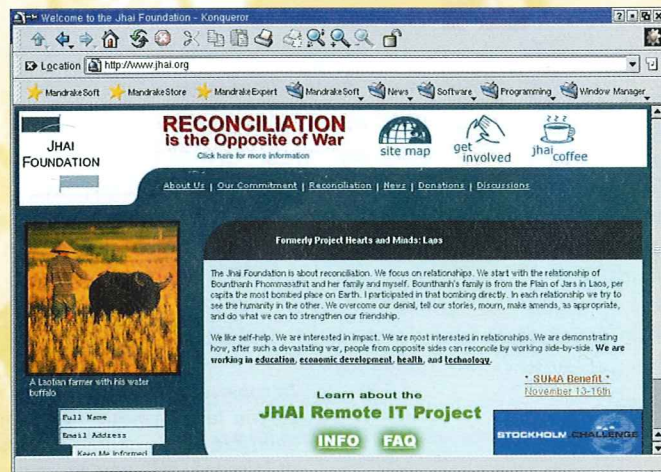 Welcome to the Jhai Foundation - Konqueror
Location http://www.jhai.org
MandrakeSoft MandrakeStore MandrakeExpert MandrakeSoft News Software Programming Window Manager
JHAI
FOUNDATION
RECONCILIATION
is the Opposite of War
Click here for more information
site map
get
involved
jhai
coffee
About Us | Our Commitment | Reconciliation | News | Donations | Discussions
Formerly Project Hearts and Minds: Laos
The Jhai Foundation is about reconciliation. We focus on relationships. We start with the relationship of
Bounthanh Phommasathit and her family and myself. Bounthanh's family is from the Plain of Jars in Laos, per
capita the most bombed place on Earth. I participated in that bombing directly. In each relationship we try to
see the humanity in the other. We overcome our denial, tell our stories, mourn, make amends, as appropriate,
and do what we can to strengthen our friendship.
We like self-help. We are interested in impact. We are most interested in relationships. We are demonstrating
how, after such a devastating war, people from opposite sides can reconcile by working side-by-side. We are
working in education, economic development, health, and technology.
A Laotian farmer with his water
buffalo
Full Name
Email Address
Keep Me Informed
Learn about the
JHAI Remote IT Project
INFO FAQ
* SUMA Benefit *
November 13-16th
STOCKHOLM CHALLENGE